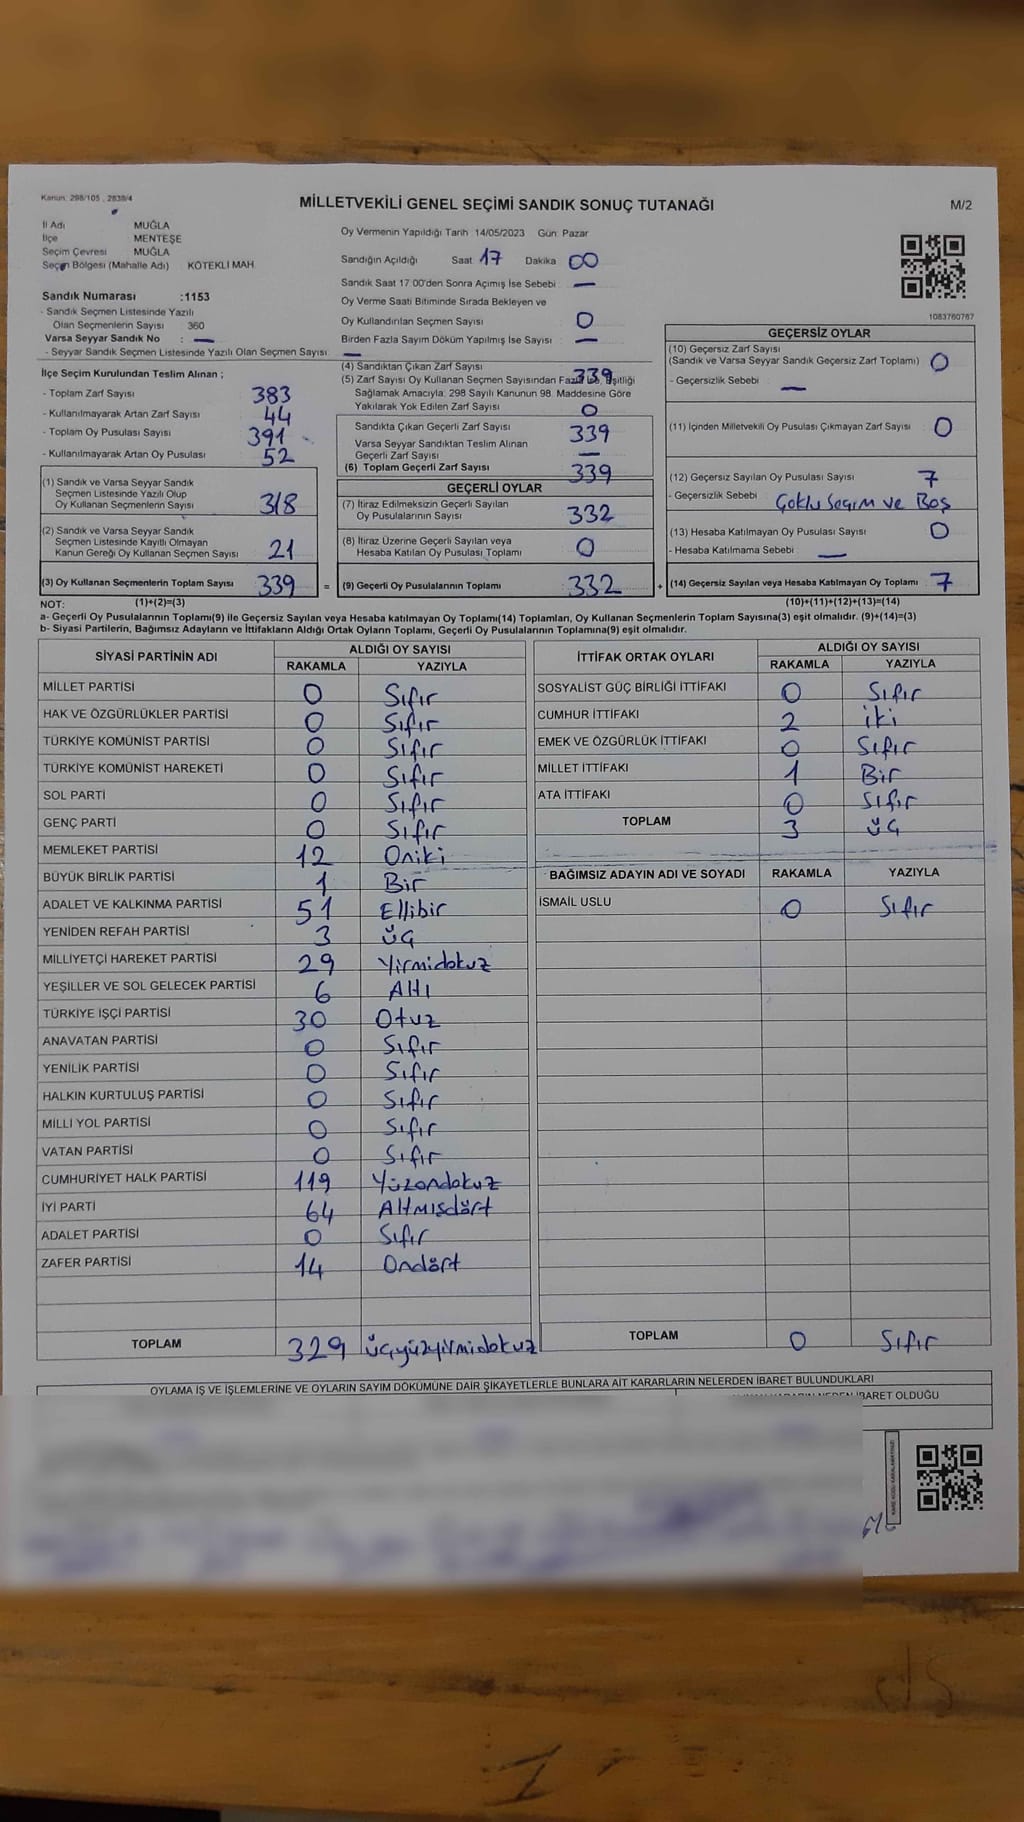 Kanun: 298/105 , 2839/4
MİLLETVEKİLİ GENEL SEÇİMİ SANDIK SONUÇ TUTANAĞI
M/2
İl Adı MUĞLA
İlçe MENTEŞE
Seçim Çevresi MUĞLA
Seçim Bölgesi (Mahalle Adı) KÖTEKLİ MAH.
Sandık Numarası :1153
- Sandık Seçmen Listesinde Yazılı
Olan Seçmenlerin Sayısı 360
Varsa Seyyar Sandık No : —
- Seyyar Sandık Seçmen Listesinde Yazılı Olan Seçmen Sayısı —
İlçe Seçim Kurulundan Teslim Alınan ;
- Toplam Zarf Sayısı 383
- Kullanılmayarak Artan Zarf Sayısı 44
- Toplam Oy Pusulası Sayısı 391
- Kullanılmayarak Artan Oy Pusulası 52
(1) Sandık ve Varsa Seyyar Sandık
Seçmen Listesinde Yazılı Olup
Oy Kullanan Seçmenlerin Sayısı 318
(2) Sandık ve Varsa Seyyar Sandık
Seçmen Listesinde Kayıtlı Olmayan
Kanun Gereği Oy Kullanan Seçmen Sayısı 21
(3) Oy Kullanan Seçmenlerin Toplam Sayısı 339 =
(1)+(2)=(3)
Oy Vermenin Yapıldığı Tarih :14/05/2023 Gün: Pazar
Sandığın Açıldığı Saat 17 Dakika 00
Sandık Saat 17:00'den Sonra Açımış İse Sebebi —
Oy Verme Saati Bitiminde Sırada Bekleyen ve
Oy Kullandırılan Seçmen Sayısı 0
Birden Fazla Sayım Döküm Yapılmış İse Sayısı —
(4) Sandıktan Çıkan Zarf Sayısı 339
(5) Zarf Sayısı Oy Kullanan Seçmen Sayısından Fazla İse, Eşitliği
Sağlamak Amacıyla: 298 Sayılı Kanunun 98. Maddesine Göre
Yakılarak Yok Edilen Zarf Sayısı 0
Sandıkta Çıkan Geçerli Zarf Sayısı 339
Varsa Seyyar Sandıktan Teslim Alınan
Geçerli Zarf Sayısı —
(6) Toplam Geçerli Zarf Sayısı 339
GEÇERLİ OYLAR
(7) İtiraz Edilmeksizin Geçerli Sayılan
Oy Pusulalarının Sayısı 332
(8) İtiraz Üzerine Geçerli Sayılan veya
Hesaba Katılan Oy Pusulası Toplamı 0
(9) Geçerli Oy Pusulalarının Toplamı 332 +
1083760767
GEÇERSİZ OYLAR
(10) Geçersiz Zarf Sayısı
(Sandık ve Varsa Seyyar Sandık Geçersiz Zarf Toplamı) 0
- Geçersizlik Sebebi —
(11) İçinden Milletvekili Oy Pusulası Çıkmayan Zarf Sayısı 0
(12) Geçersiz Sayılan Oy Pusulası Sayısı 7
- Geçersizlik Sebebi Çoklu Seçim ve Boş
(13) Hesaba Katılmayan Oy Pusulası Sayısı 0
- Hesaba Katılmama Sebebi —
(14) Geçersiz Sayılan veya Hesaba Katılmayan Oy Toplamı 7
(10)+(11)+(12)+(13)=(14)
NOT:
a- Geçerli Oy Pusulalarının Toplamı(9) ile Geçersiz Sayılan veya Hesaba katılmayan Oy Toplamı(14) Toplamları, Oy Kullanan Seçmenlerin Toplam Sayısına(3) eşit olmalıdır. (9)+(14)=(3)
b- Siyasi Partilerin, Bağımsız Adayların ve İttifakların Aldığı Ortak Oyların Toplamı, Geçerli Oy Pusulalarının Toplamına(9) eşit olmalıdır.
SİYASİ PARTİNİN ADI ALDIĞI OY SAYISI
RAKAMLA YAZIYLA
MİLLET PARTİSİ 0 Sıfır
HAK VE ÖZGÜRLÜKLER PARTİSİ 0 Sıfır
TÜRKİYE KOMÜNİST PARTİSİ 0 Sıfır
TÜRKİYE KOMÜNİST HAREKETİ 0 Sıfır
SOL PARTİ 0 Sıfır
GENÇ PARTİ 0 Sıfır
MEMLEKET PARTİSİ 12 Oniki
BÜYÜK BİRLİK PARTİSİ 1 Bir
ADALET VE KALKINMA PARTİSİ 51 Ellibir
YENİDEN REFAH PARTİSİ 3 üç
MİLLİYETÇİ HAREKET PARTİSİ 29 Yirmidokuz
YEŞİLLER VE SOL GELECEK PARTİSİ 6 Altı
TÜRKİYE İŞÇİ PARTİSİ 30 Otuz
ANAVATAN PARTİSİ 0 Sıfır
YENİLİK PARTİSİ 0 Sıfır
HALKIN KURTULUŞ PARTİSİ 0 Sıfır
MİLLİ YOL PARTİSİ 0 Sıfır
VATAN PARTİSİ 0 Sıfır
CUMHURİYET HALK PARTİSİ 119 Yüzondokuz
İYİ PARTİ 64 Altmışdört
ADALET PARTİSİ 0 Sıfır
ZAFER PARTİSİ 14 Ondört
TOPLAM 329 üçyüzyirmidokuz
İTTİFAK ORTAK OYLARI ALDIĞI OY SAYISI
RAKAMLA YAZIYLA
SOSYALİST GÜÇ BİRLİĞİ İTTİFAKI 0 Sıfır
CUMHUR İTTİFAKI 2 iki
EMEK VE ÖZGÜRLÜK İTTİFAKI 0 Sıfır
MİLLET İTTİFAKI 1 Bir
ATA İTTİFAKI 0 Sıfır
TOPLAM 3 üç
BAĞIMSIZ ADAYIN ADI VE SOYADI RAKAMLA YAZIYLA
İSMAİL USLU 0 Sıfır
TOPLAM 0 Sıfır
OYLAMA İŞ VE İŞLEMLERİNE VE OYLARIN SAYIM DÖKÜMÜNE DAİR ŞİKAYETLERLE BUNLARA AİT KARARLARIN NELERDEN İBARET BULUNDUKLARI
İBARET OLDUĞU